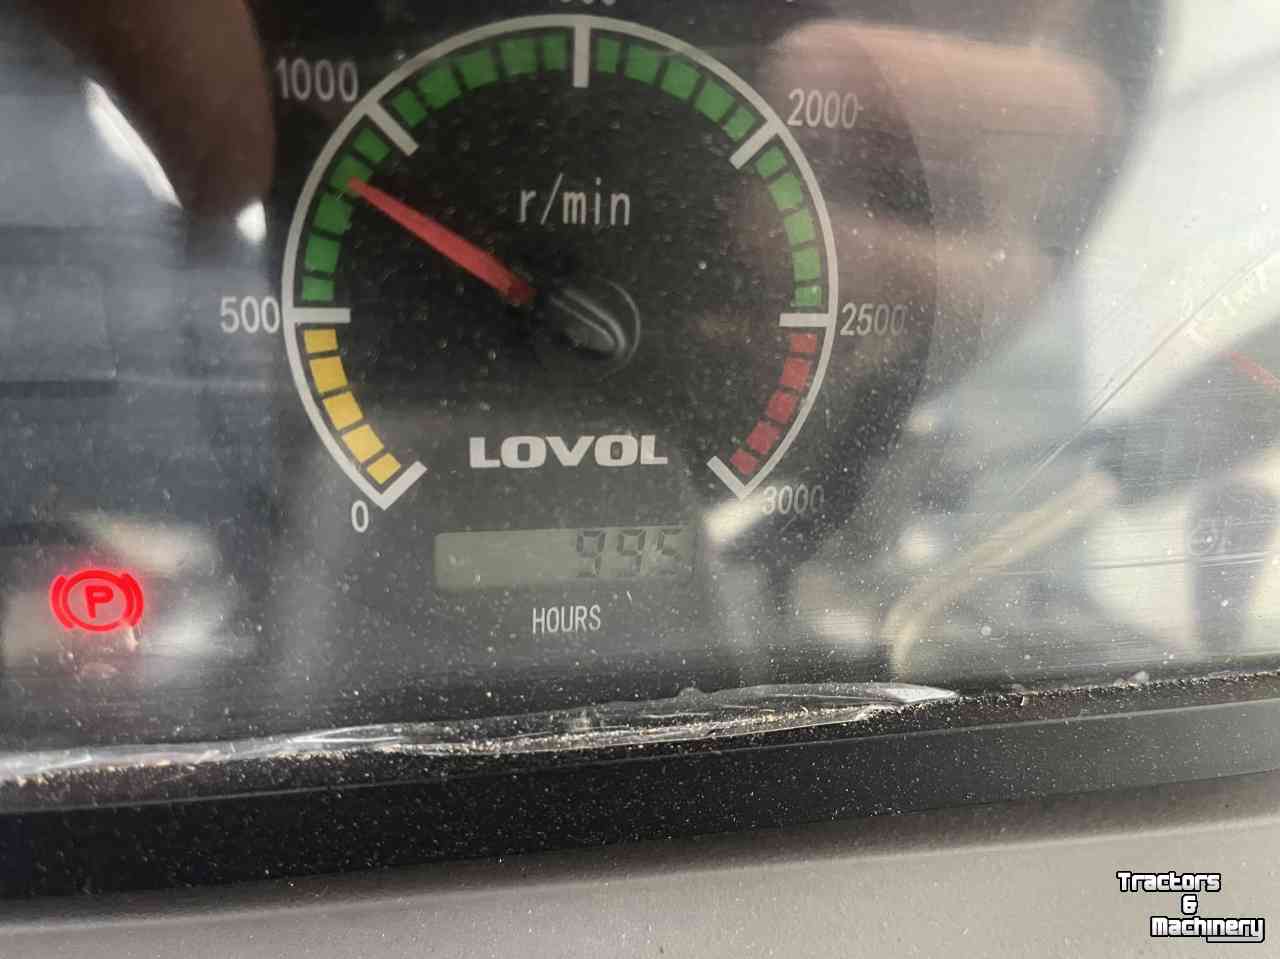 1000
2000
r/min
500
2500
LOVOL
0
3000
995
HOURS
P
Tractors
&
Machinery